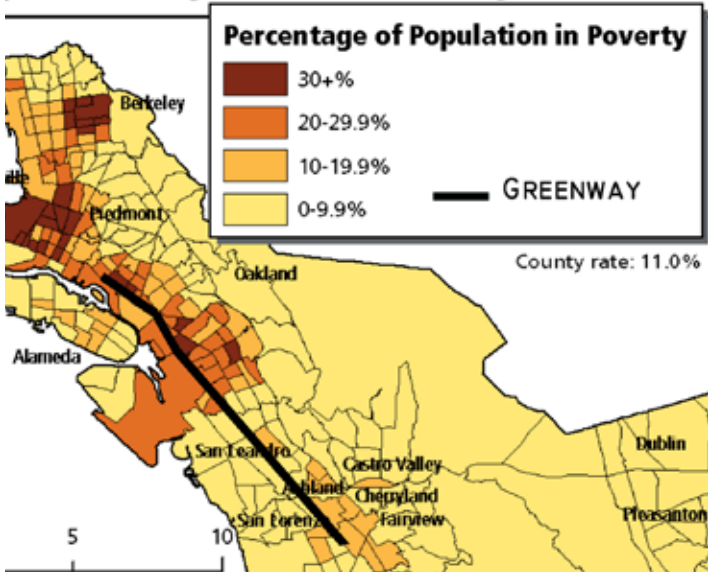 Percentage of Population in Poverty
30+%
20-29.9%
10-19.9%
0-9.9%
GREENWAY
County rate: 11.0%
Berkeley
Piedmont
Oakland
Alameda
San Leandro
Castro Valley
Ashland
Cherryland
San Lorenzo
Fairview
Dublin
Pleasanton
5
10